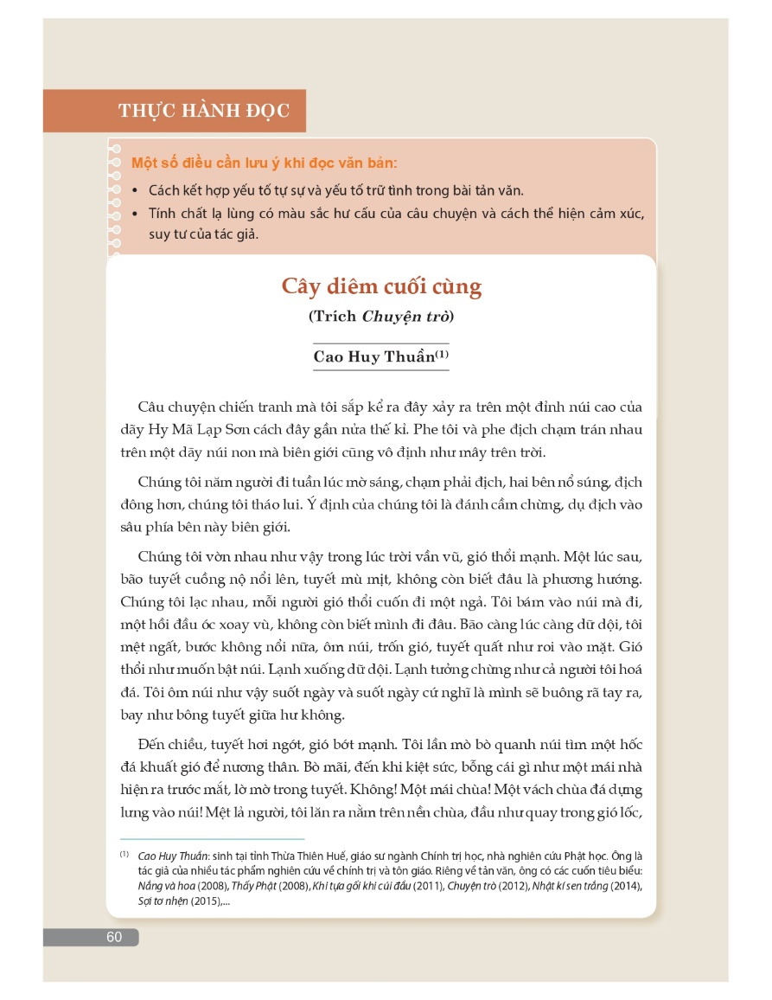 THỰC HÀNH ĐỌC
Một số điều cần lưu ý khi đọc văn bản:
• Cách kết hợp yếu tố tự sự và yếu tố trữ tình trong bài tản văn.
• Tính chất lạ lùng có màu sắc hư cấu của câu chuyện và cách thể hiện cảm xúc,
suy tư của tác giả.
Cây diêm cuối cùng
(Trích Chuyện trò)
Cao Huy Thuần(1)
Câu chuyện chiến tranh mà tôi sắp kể ra đây xảy ra trên một đỉnh núi cao của
dãy Hy Mã Lạp Sơn cách đây gần nửa thế kỉ. Phe tôi và phe địch chạm trán nhau
trên một dãy núi non mà biên giới cũng vô định như mây trên trời.
Chúng tôi năm người đi tuần lúc mờ sáng, chạm phải địch, hai bên nổ súng, địch
đông hơn, chúng tôi tháo lui. Ý định của chúng tôi là đánh cầm chừng, dụ địch vào
sâu phía bên này biên giới.
Chúng tôi vờn nhau như vậy trong lúc trời vần vũ, gió thổi mạnh. Một lúc sau,
bão tuyết cuồng nộ nổi lên, tuyết mù mịt, không còn biết đâu là phương hướng.
Chúng tôi lạc nhau, mỗi người gió thổi cuốn đi một ngả. Tôi bám vào núi mà đi,
một hồi đầu óc xoay vù, không còn biết mình đi đâu. Bão càng lúc càng dữ dội, tôi
mệt ngất, bước không nổi nữa, ôm núi, trốn gió, tuyết quất như roi vào mặt. Gió
thổi như muốn bật núi. Lạnh xuống dữ dội. Lạnh tưởng chừng như cả người tôi hoá
đá. Tôi ôm núi như vậy suốt ngày và suốt ngày cứ nghĩ là mình sẽ buông rã tay ra,
bay như bông tuyết giữa hư không.
Đến chiều, tuyết hơi ngớt, gió bớt mạnh. Tôi lần mò bò quanh núi tìm một hốc
đá khuất gió để nương thân. Bò mãi, đến khi kiệt sức, bỗng cái gì như một mái nhà
hiện ra trước mắt, lờ mờ trong tuyết. Không! Một mái chùa! Một vách chùa đá dựng
lưng vào núi! Mệt lả người, tôi lăn ra nằm trên nền chùa, đầu như quay trong gió lốc,
(1) Cao Huy Thuần: sinh tại tỉnh Thừa Thiên Huế, giáo sư ngành Chính trị học, nhà nghiên cứu Phật học. Ông là
tác giả của nhiều tác phẩm nghiên cứu về chính trị và tôn giáo. Riêng về tản văn, ông có các cuốn tiêu biểu:
Nắng và hoa (2008), Thấy Phật (2008), Khi tựa gối khi cúi đầu (2011), Chuyện trò (2012), Nhật kí sen trắng (2014),
Sợi tơ nhện (2015),...
60